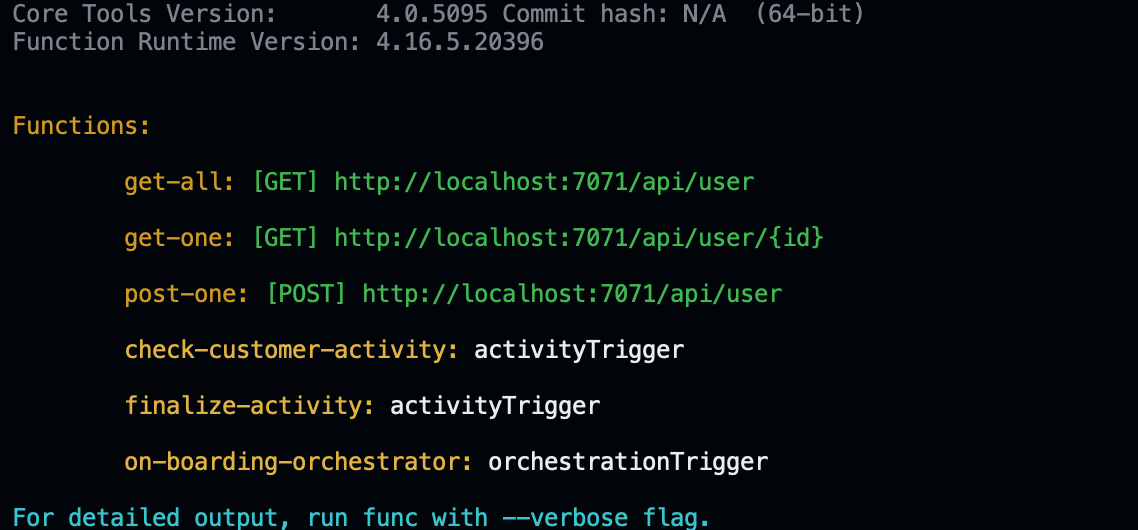 Core Tools Version:       4.0.5095 Commit hash: N/A  (64-bit)
Function Runtime Version: 4.16.5.20396
Functions:
get-all: [GET] http://localhost:7071/api/user
get-one: [GET] http://localhost:7071/api/user/{id}
post-one: [POST] http://localhost:7071/api/user
check-customer-activity: activityTrigger
finalize-activity: activityTrigger
on-boarding-orchestrator: orchestrationTrigger
For detailed output, run func with --verbose flag.